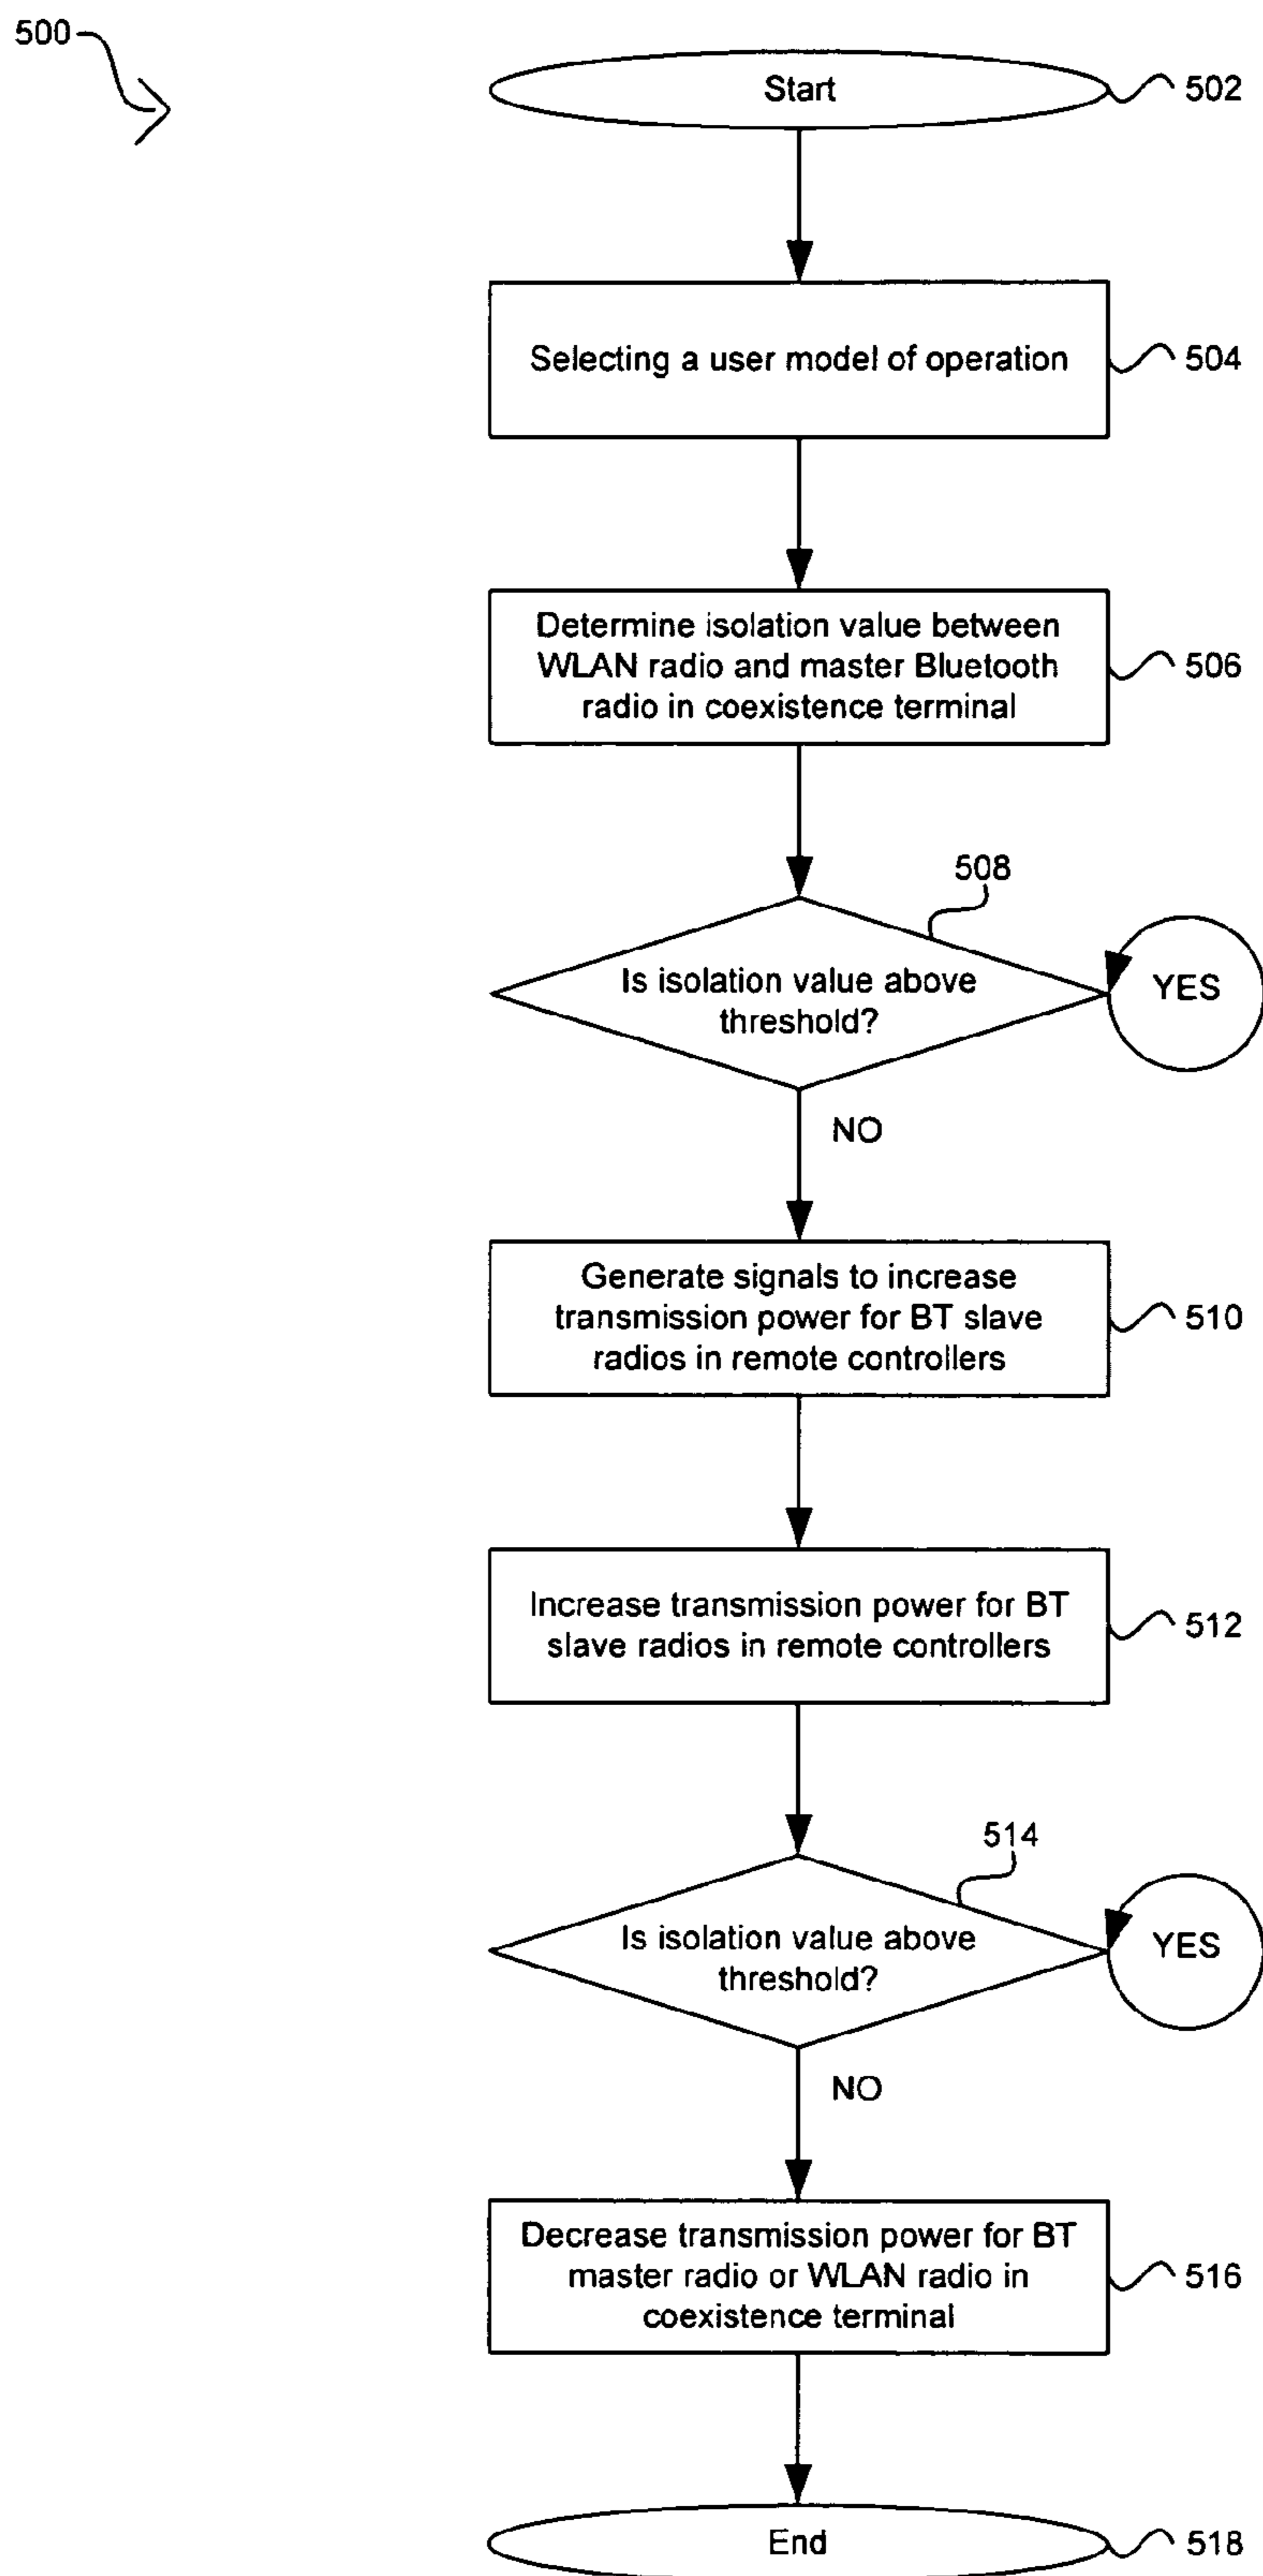 500
Start
502
Selecting a user model of operation
504
Determine isolation value between
WLAN radio and master Bluetooth
radio in coexistence terminal
506
508
Is isolation value above
threshold?
YES
NO
Generate signals to increase
transmission power for BT slave
radios in remote controllers
510
Increase transmission power for BT
slave radios in remote controllers
512
514
Is isolation value above
threshold?
YES
NO
Decrease transmission power for BT
master radio or WLAN radio in
coexistence terminal
516
End
518